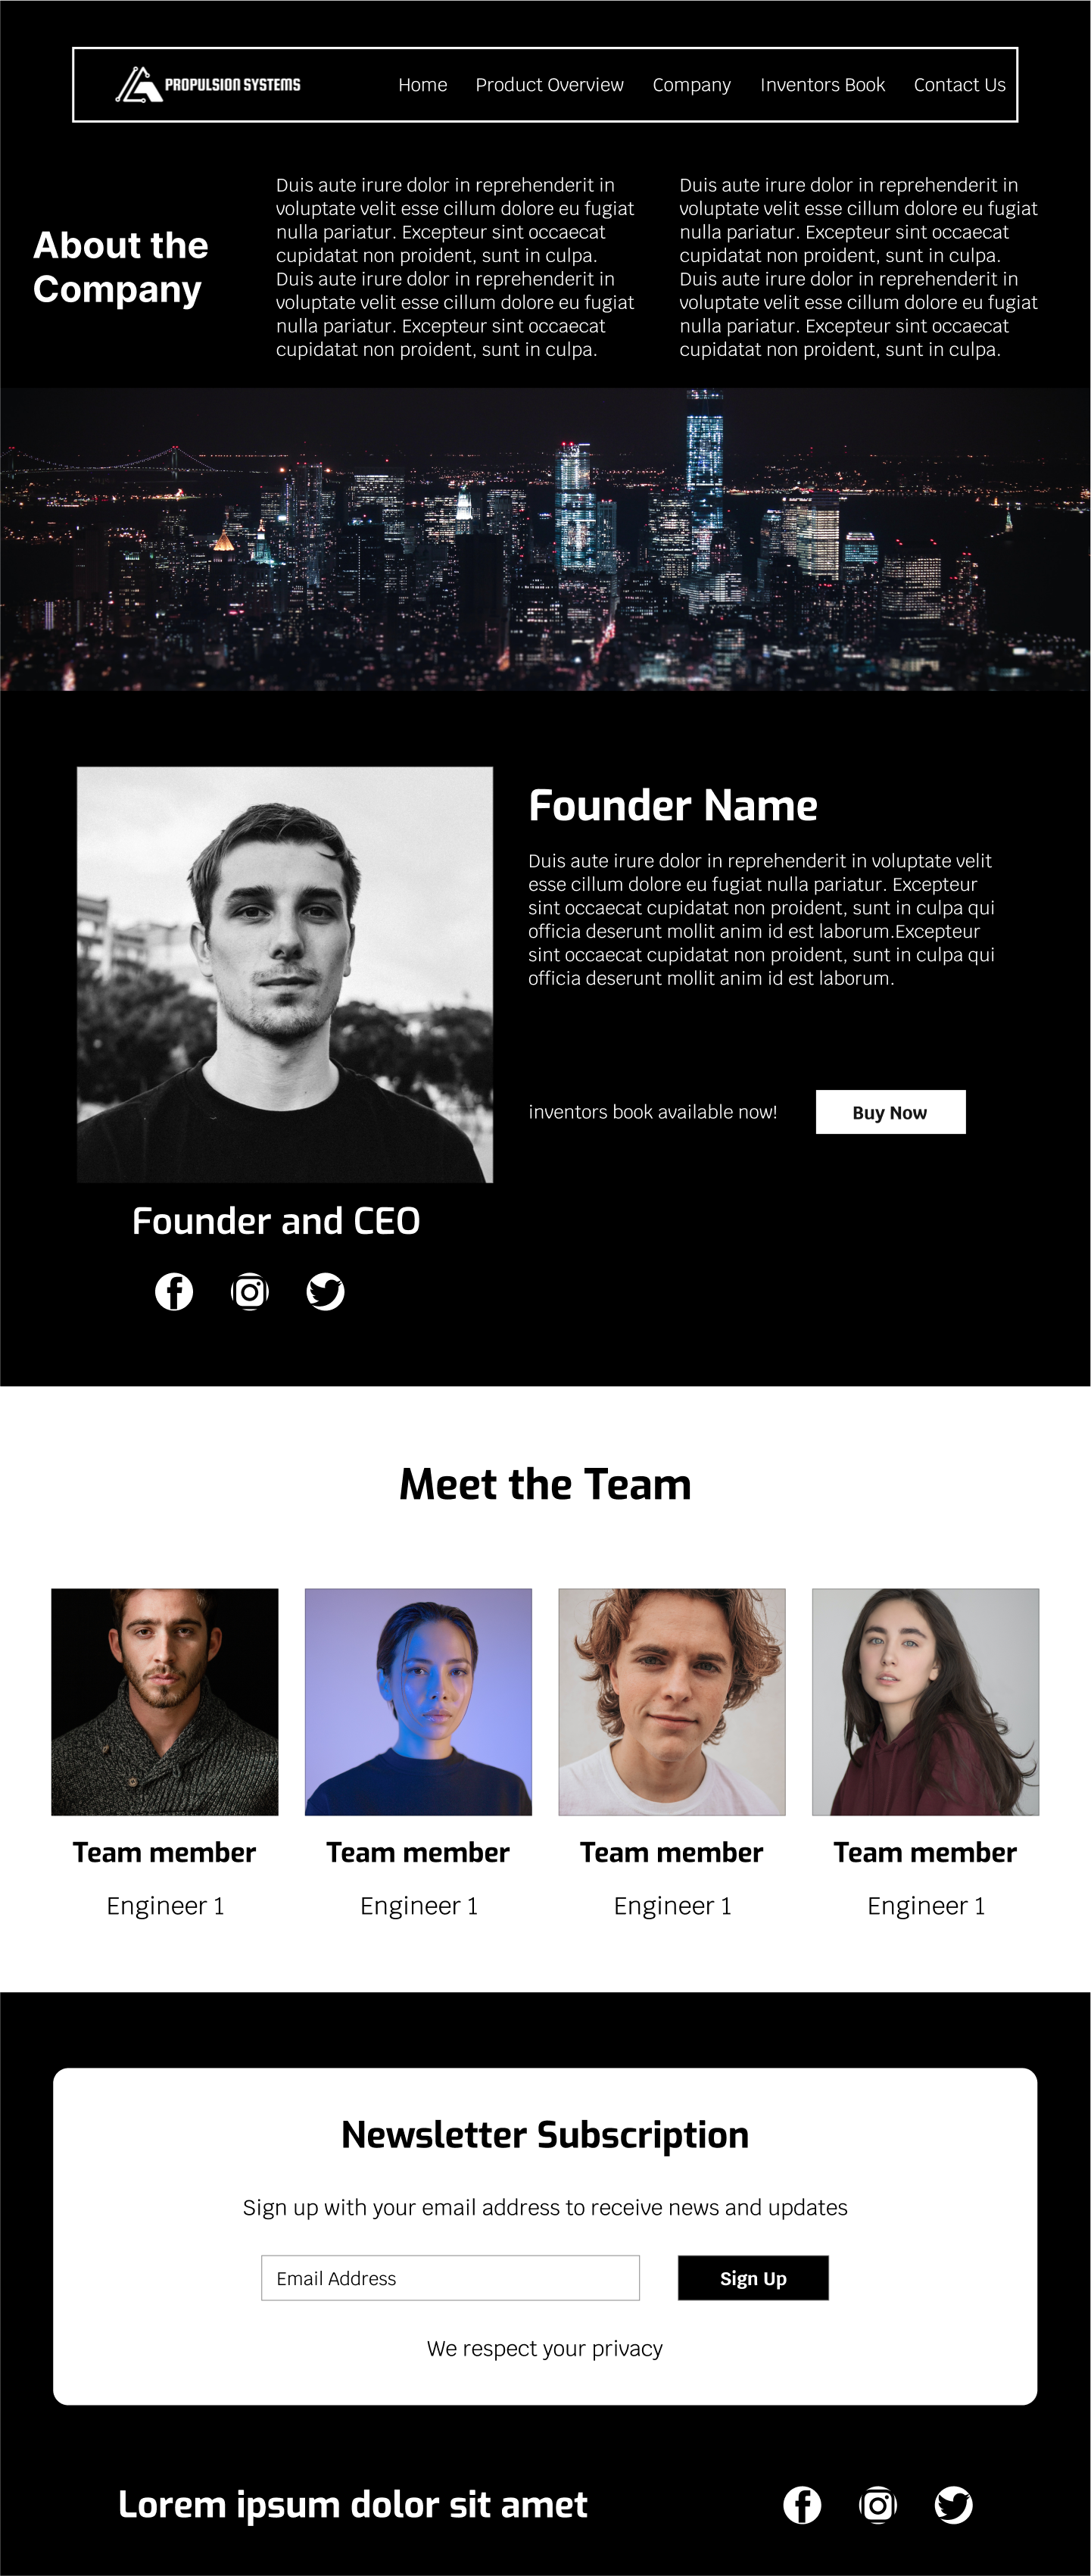 PROPULSION SYSTEMS
Home
Product Overview
Company
Inventors Book
Contact Us
About the
Company
Duis aute irure dolor in reprehenderit in
voluptate velit esse cillum dolore eu fugiat
nulla pariatur. Excepteur sint occaecat
cupidatat non proident, sunt in culpa.
Duis aute irure dolor in reprehenderit in
voluptate velit esse cillum dolore eu fugiat
nulla pariatur. Excepteur sint occaecat
cupidatat non proident, sunt in culpa.
Duis aute irure dolor in reprehenderit in
voluptate velit esse cillum dolore eu fugiat
nulla pariatur. Excepteur sint occaecat
cupidatat non proident, sunt in culpa.
Duis aute irure dolor in reprehenderit in
voluptate velit esse cillum dolore eu fugiat
nulla pariatur. Excepteur sint occaecat
cupidatat non proident, sunt in culpa.
Founder Name
Duis aute irure dolor in reprehenderit in voluptate velit
esse cillum dolore eu fugiat nulla pariatur. Excepteur
sint occaecat cupidatat non proident, sunt in culpa qui
officia deserunt mollit anim id est laborum.Excepteur
sint occaecat cupidatat non proident, sunt in culpa qui
officia deserunt mollit anim id est laborum.
inventors book available now!
Buy Now
Founder and CEO
Meet the Team
Team member
Engineer 1
Team member
Engineer 1
Team member
Engineer 1
Team member
Engineer 1
Newsletter Subscription
Sign up with your email address to receive news and updates
Email Address
Sign Up
We respect your privacy
Lorem ipsum dolor sit amet